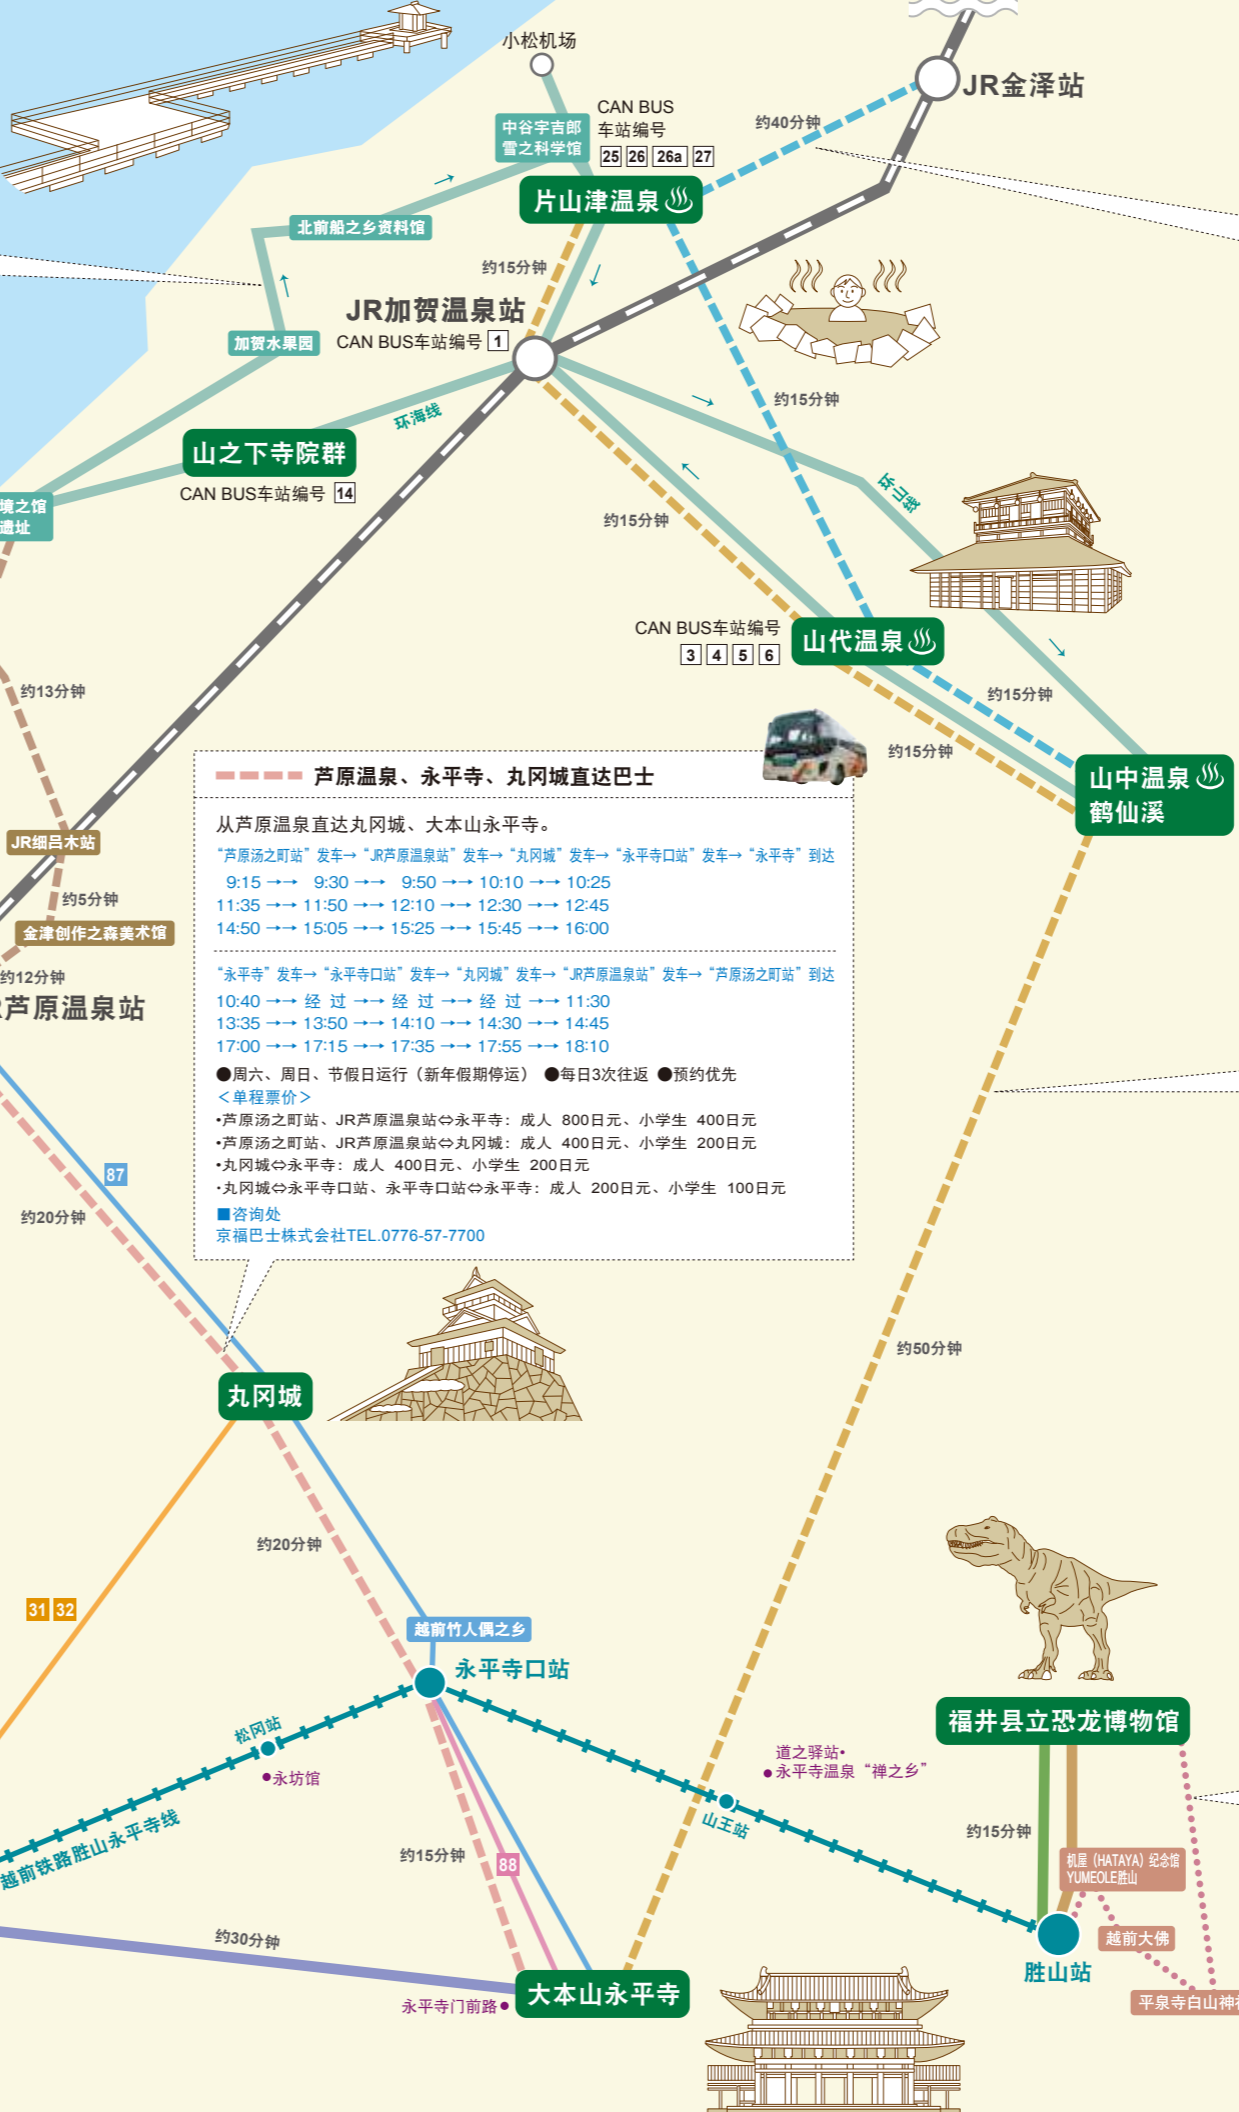 小松机场
JR金泽站
CAN BUS
车站编号
25 26 26a 27
中谷宇吉郎
雪之科学馆
约40分钟
片山津温泉
北前船之乡资料馆
约15分钟
JR加贺温泉站
CAN BUS车站编号 1
加贺水果园
约15分钟
环海线
山之下寺院群
CAN BUS车站编号 14
环山线
境之馆
遗址
约15分钟
CAN BUS车站编号
3 4 5 6
山代温泉
约13分钟
约15分钟
约15分钟
山中温泉
鹤仙溪
芦原温泉、永平寺、丸冈城直达巴士
从芦原温泉直达丸冈城、大本山永平寺。
“芦原汤之町站”发车→“JR芦原温泉站”发车→“丸冈城”发车→“永平寺口站”发车→“永平寺”到达
9:15 →→ 9:30 →→ 9:50 →→ 10:10 →→ 10:25
11:35 →→ 11:50 →→ 12:10 →→ 12:30 →→ 12:45
14:50 →→ 15:05 →→ 15:25 →→ 15:45 →→ 16:00
“永平寺”发车→“永平寺口站”发车→“丸冈城”发车→“JR芦原温泉站”发车→“芦原汤之町站”到达
10:40 →→ 经 过 →→ 经 过 →→ 经 过 →→ 11:30
13:35 →→ 13:50 →→ 14:10 →→ 14:30 →→ 14:45
17:00 →→ 17:15 →→ 17:35 →→ 17:55 →→ 18:10
●周六、周日、节假日运行（新年假期停运） ●每日3次往返 ●预约优先
＜单程票价＞
•芦原汤之町站、JR芦原温泉站⇔永平寺：成人 800日元、小学生 400日元
•芦原汤之町站、JR芦原温泉站⇔丸冈城：成人 400日元、小学生 200日元
•丸冈城⇔永平寺：成人 400日元、小学生 200日元
·丸冈城⇔永平寺口站、永平寺口站⇔永平寺：成人 200日元、小学生 100日元
■咨询处
京福巴士株式会社TEL.0776-57-7700
JR细吕木站
约5分钟
金津创作之森美术馆
约12分钟
芦原温泉站
87
约20分钟
约50分钟
丸冈城
约20分钟
31 32
越前竹人偶之乡
永平寺口站
松冈站
●永坊馆
越前铁路胜山永平寺线
福井县立恐龙博物馆
道之驿站•
●永平寺温泉“禅之乡”
山王站
约15分钟
约15分钟
88
机屋（HATAYA）纪念馆
YUMEOLE胜山
越前大佛
约30分钟
胜山站
大本山永平寺
永平寺门前路●
平泉寺白山神